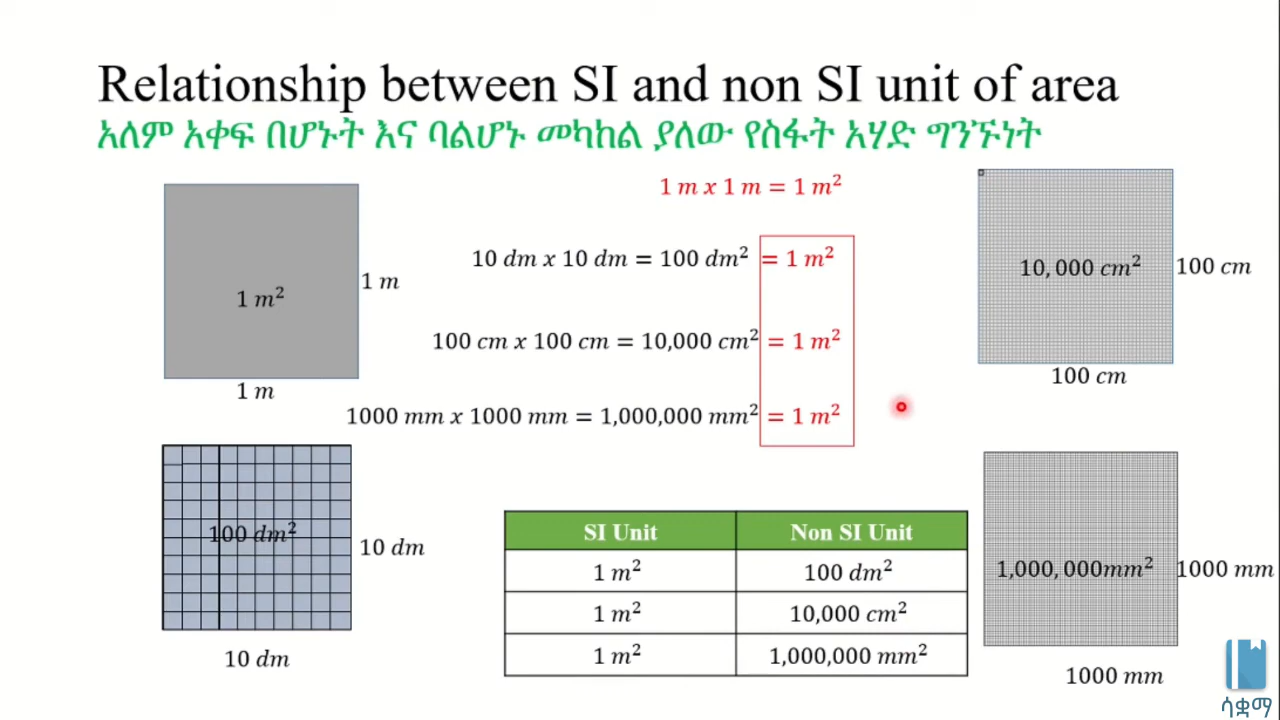 Relationship between SI and non SI unit of area
አለም አቀፍ በሆኑት እና ባልሆኑ መካከል ያለው የስፋት አሃድ ግንኙነት
1 m x 1 m = 1 m²
10 dm x 10 dm = 100 dm² = 1 m²
100 cm x 100 cm = 10,000 cm² = 1 m²
1000 mm x 1000 mm = 1,000,000 mm² = 1 m²
1 m²
1 m
1 m
10,000 cm²
100 cm
100 cm
100 dm²
10 dm
10 dm
SI Unit Non SI Unit
1 m² 100 dm²
1 m² 10,000 cm²
1 m² 1,000,000 mm²
1,000,000mm²
1000 mm
1000 mm
ሳቋማ